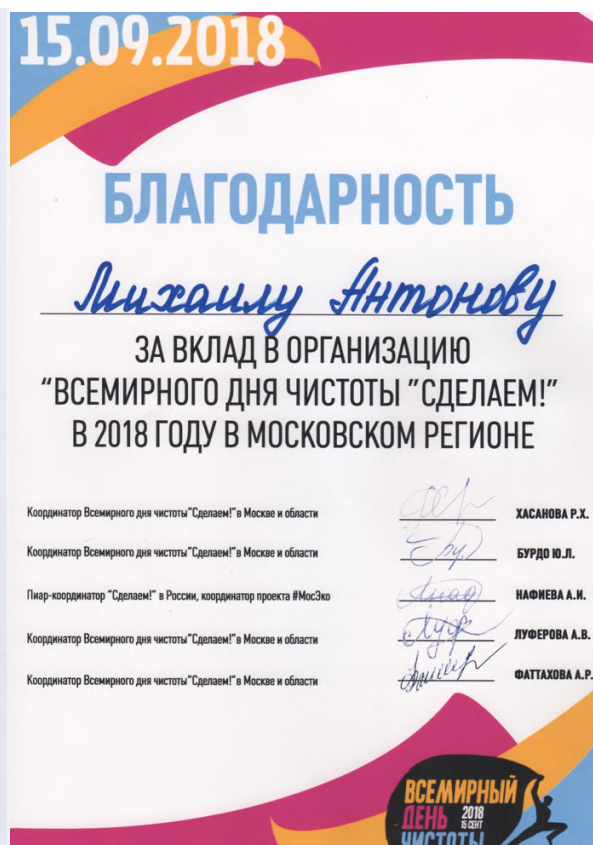 15.09.2018
БЛАГОДАРНОСТЬ
Михаилу Антонову
ЗА ВКЛАД В ОРГАНИЗАЦИЮ
“ВСЕМИРНОГО ДНЯ ЧИСТОТЫ ”СДЕЛАЕМ!”
В 2018 ГОДУ В МОСКОВСКОМ РЕГИОНЕ
Координатор Всемирного дня чистоты“Сделаем!”в Москве и области ХАСАНОВА Р.Х.
Координатор Всемирного дня чистоты“Сделаем!”в Москве и области БУРДО Ю.Л.
Пиар-координатор “Сделаем!” в России, координатор проекта #МосЭко НАФИЕВА А.И.
Координатор Всемирного дня чистоты“Сделаем!”в Москве и области ЛУФЕРОВА А.В.
Координатор Всемирного дня чистоты“Сделаем!”в Москве и области ФАТТАХОВА А.Р.
ВСЕМИРНЫЙ
ДЕНЬ 2018
15 СЕНТ
ЧИСТОТЫ